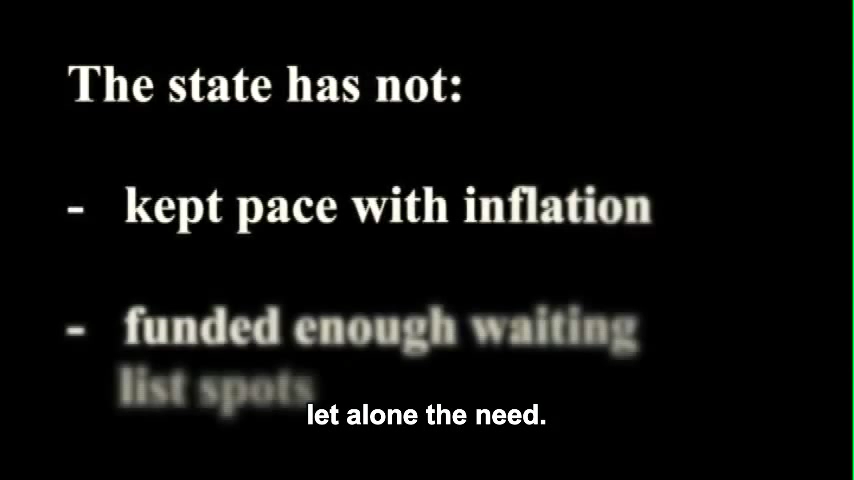 The state has not:
- kept pace with inflation
- funded enough waiting
list spots
let alone the need.